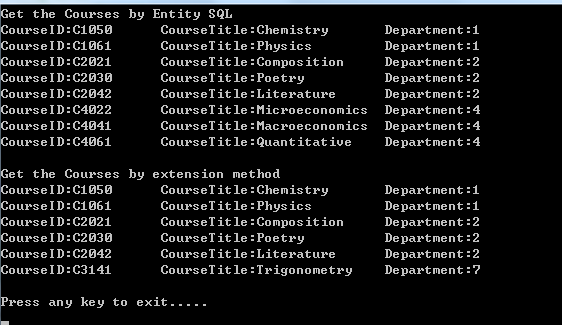 Get the Courses by Entity SQL
CourseID:C1050 CourseTitle:Chemistry Department:1
CourseID:C1061 CourseTitle:Physics Department:1
CourseID:C2021 CourseTitle:Composition Department:2
CourseID:C2030 CourseTitle:Poetry Department:2
CourseID:C2042 CourseTitle:Literature Department:2
CourseID:C4022 CourseTitle:Microeconomics Department:4
CourseID:C4041 CourseTitle:Macroeconomics Department:4
CourseID:C4061 CourseTitle:Quantitative Department:4
Get the Courses by extension method
CourseID:C1050 CourseTitle:Chemistry Department:1
CourseID:C1061 CourseTitle:Physics Department:1
CourseID:C2021 CourseTitle:Composition Department:2
CourseID:C2030 CourseTitle:Poetry Department:2
CourseID:C2042 CourseTitle:Literature Department:2
CourseID:C3141 CourseTitle:Trigonometry Department:7
Press any key to exit.....